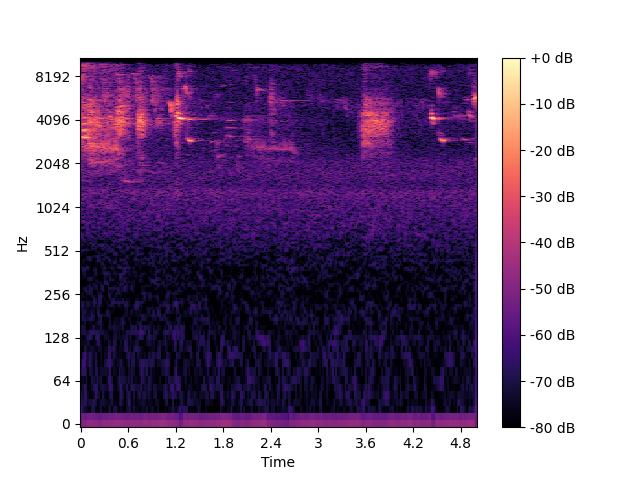 8192
4096
2048
1024
512
256
128
64
0
Hz
0 0.6 1.2 1.8 2.4 3 3.6 4.2 4.8
Time
+0 dB
-10 dB
-20 dB
-30 dB
-40 dB
-50 dB
-60 dB
-70 dB
-80 dB